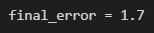 final_error = 1.7